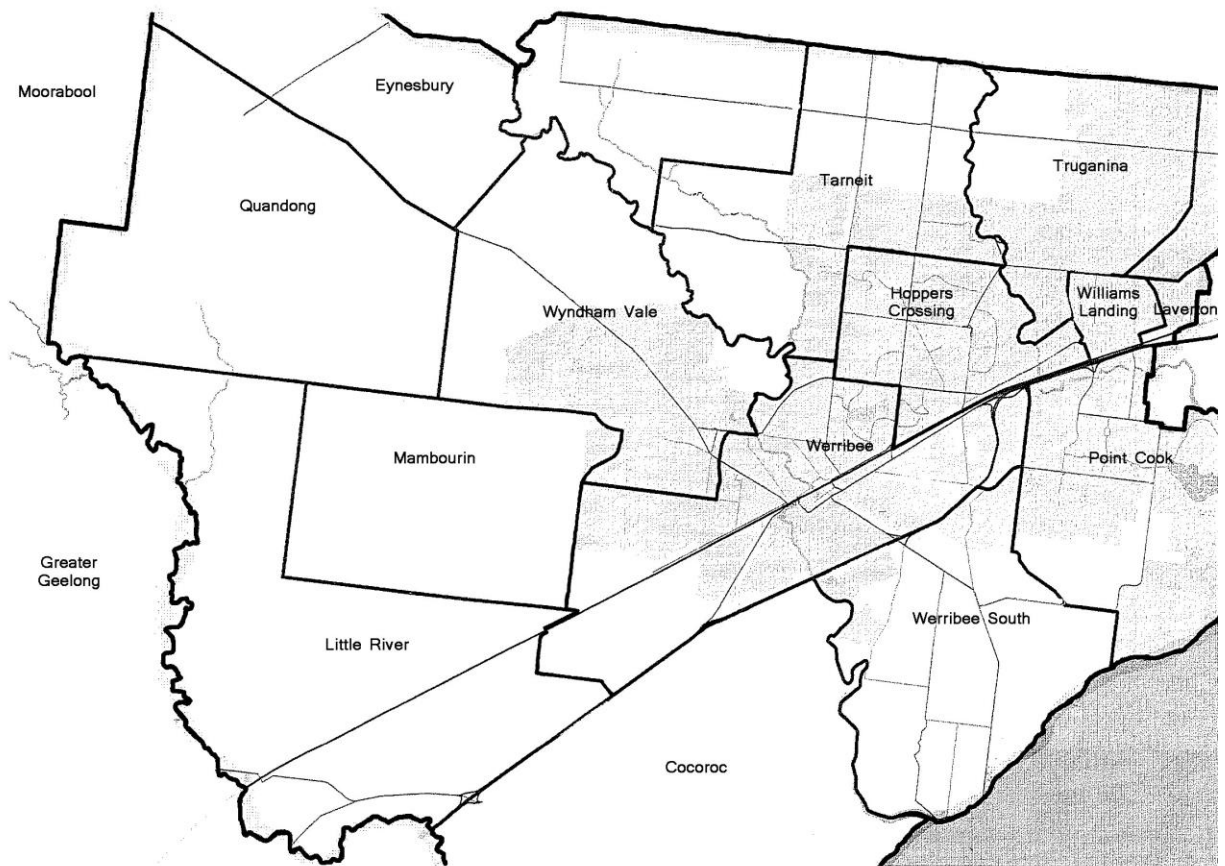 Moorabool
Eynesbury
Quandong
Tarneit
Truganina
Wyndham Vale
Hoppers
Crossing
Williams
Landing
Laverton
Mambourin
Werribee
Point Cook
Greater
Geelong
Little River
Werribee South
Cocoroc